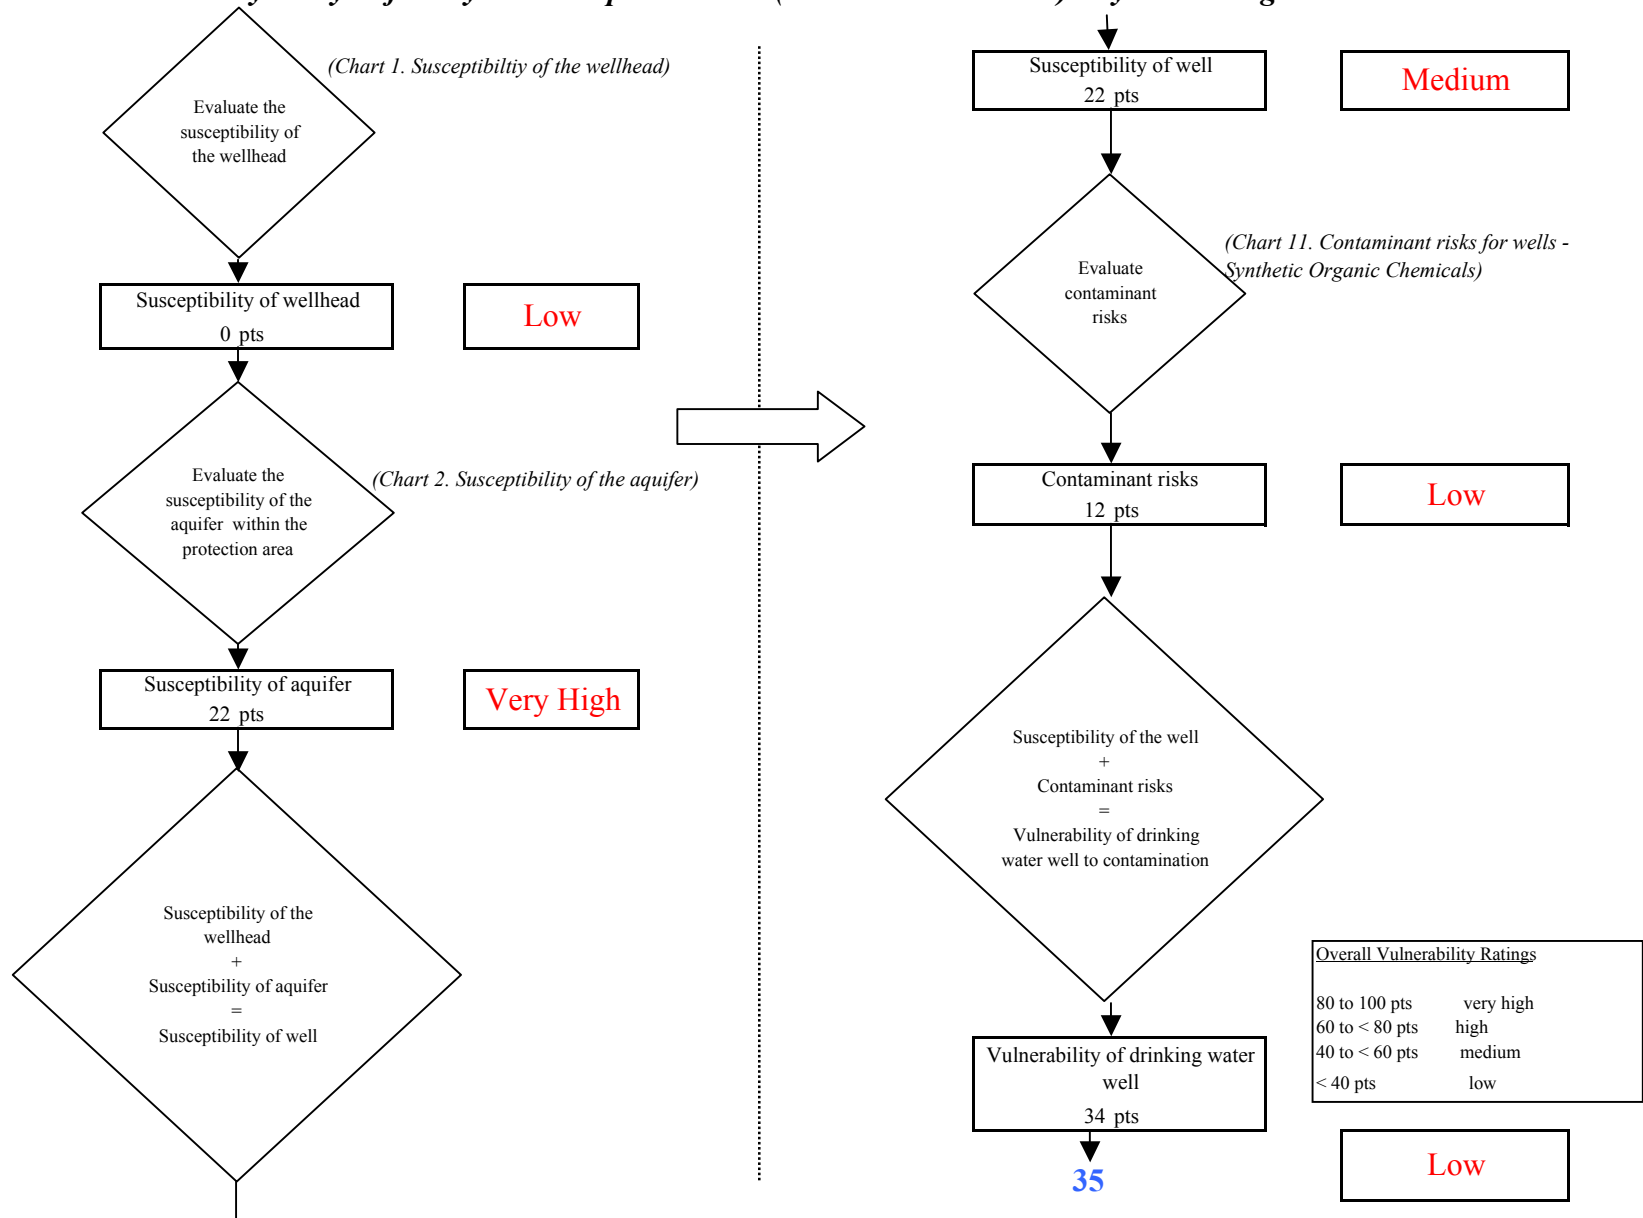 (Chart 1. Susceptibiltiy of the wellhead)
Evaluate the
susceptibility of
the wellhead
Susceptibility of wellhead
0 pts
Low
Evaluate the
susceptibility of the
aquifer within the
protection area
(Chart 2. Susceptibility of the aquifer)
Susceptibility of aquifer
22 pts
Very High
Susceptibility of the
wellhead
+
Susceptibility of aquifer
=
Susceptibility of well
Susceptibility of well
22 pts
Medium
(Chart 11. Contaminant risks for wells -
Synthetic Organic Chemicals)
Evaluate
contaminant
risks
Contaminant risks
12 pts
Low
Susceptibility of the well
+
Contaminant risks
=
Vulnerability of drinking
water well to contamination
Overall Vulnerability Ratings
80 to 100 pts very high
60 to < 80 pts high
40 to < 60 pts medium
< 40 pts low
Vulnerability of drinking water
well
34 pts
35
Low